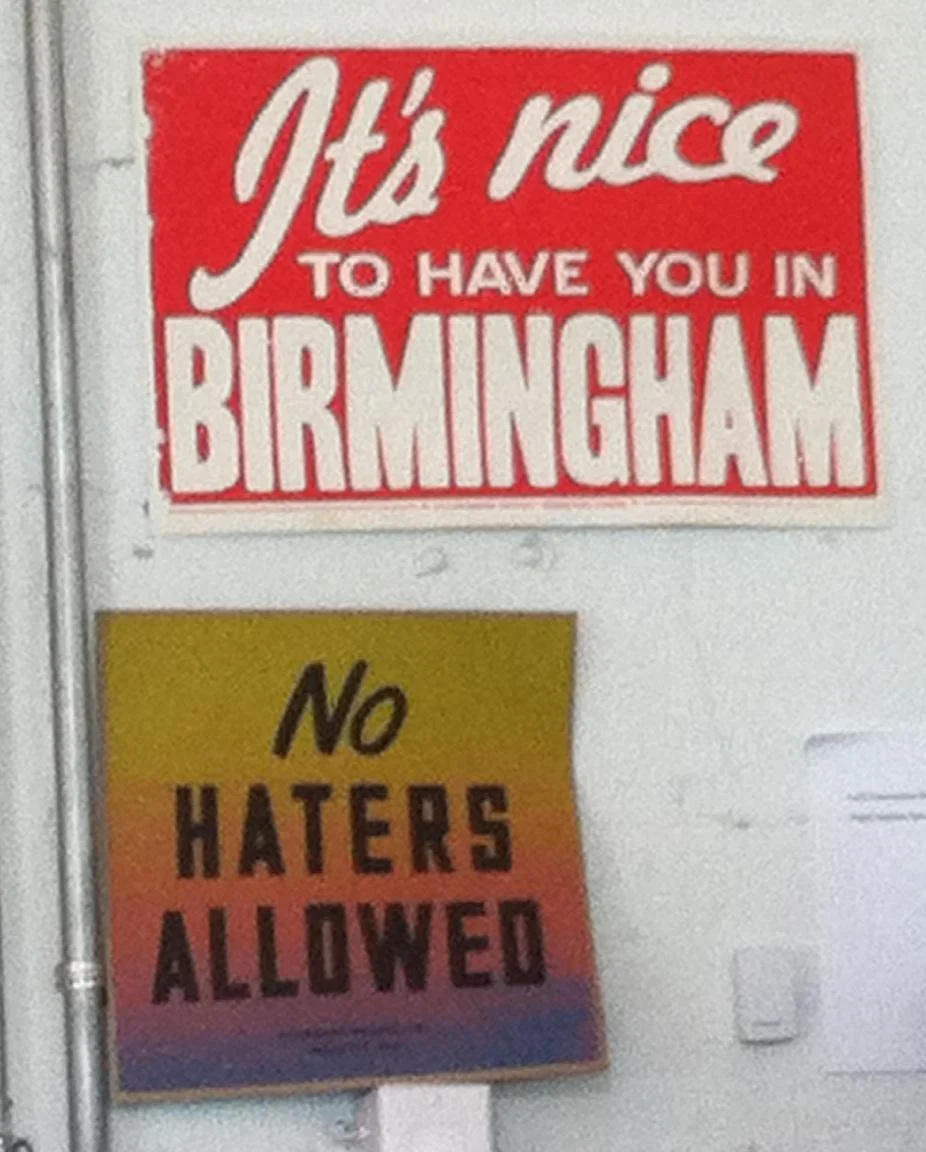 It's nice
TO HAVE YOU IN
BIRMINGHAM
No
HATERS
ALLOWED